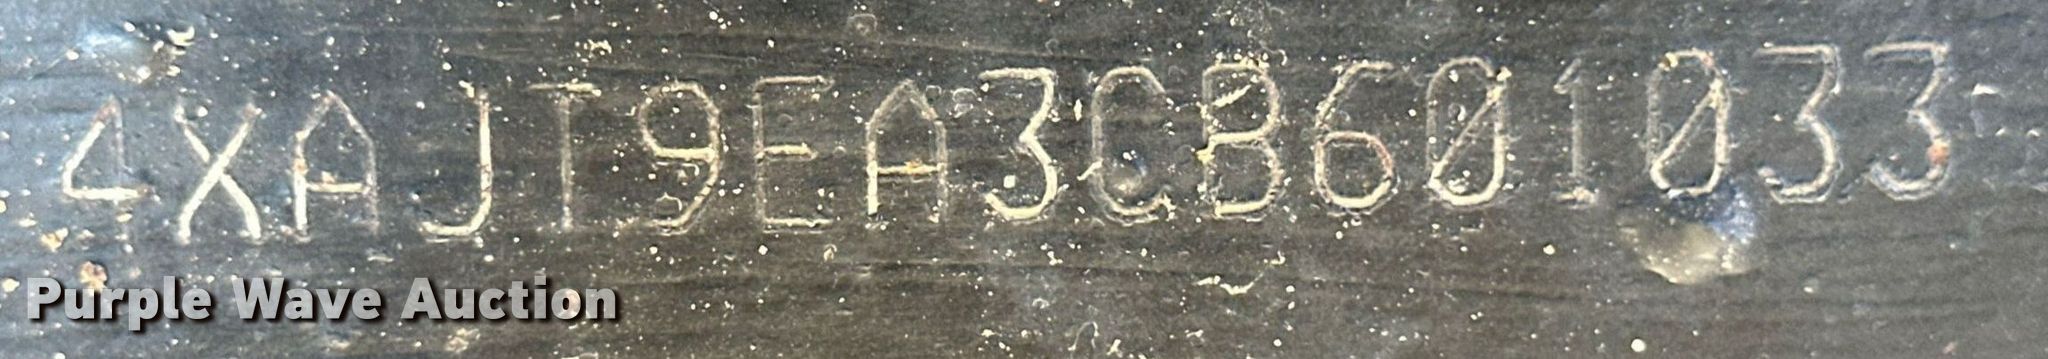 4XAJT9EA3CB601033
Purple Wave Auction